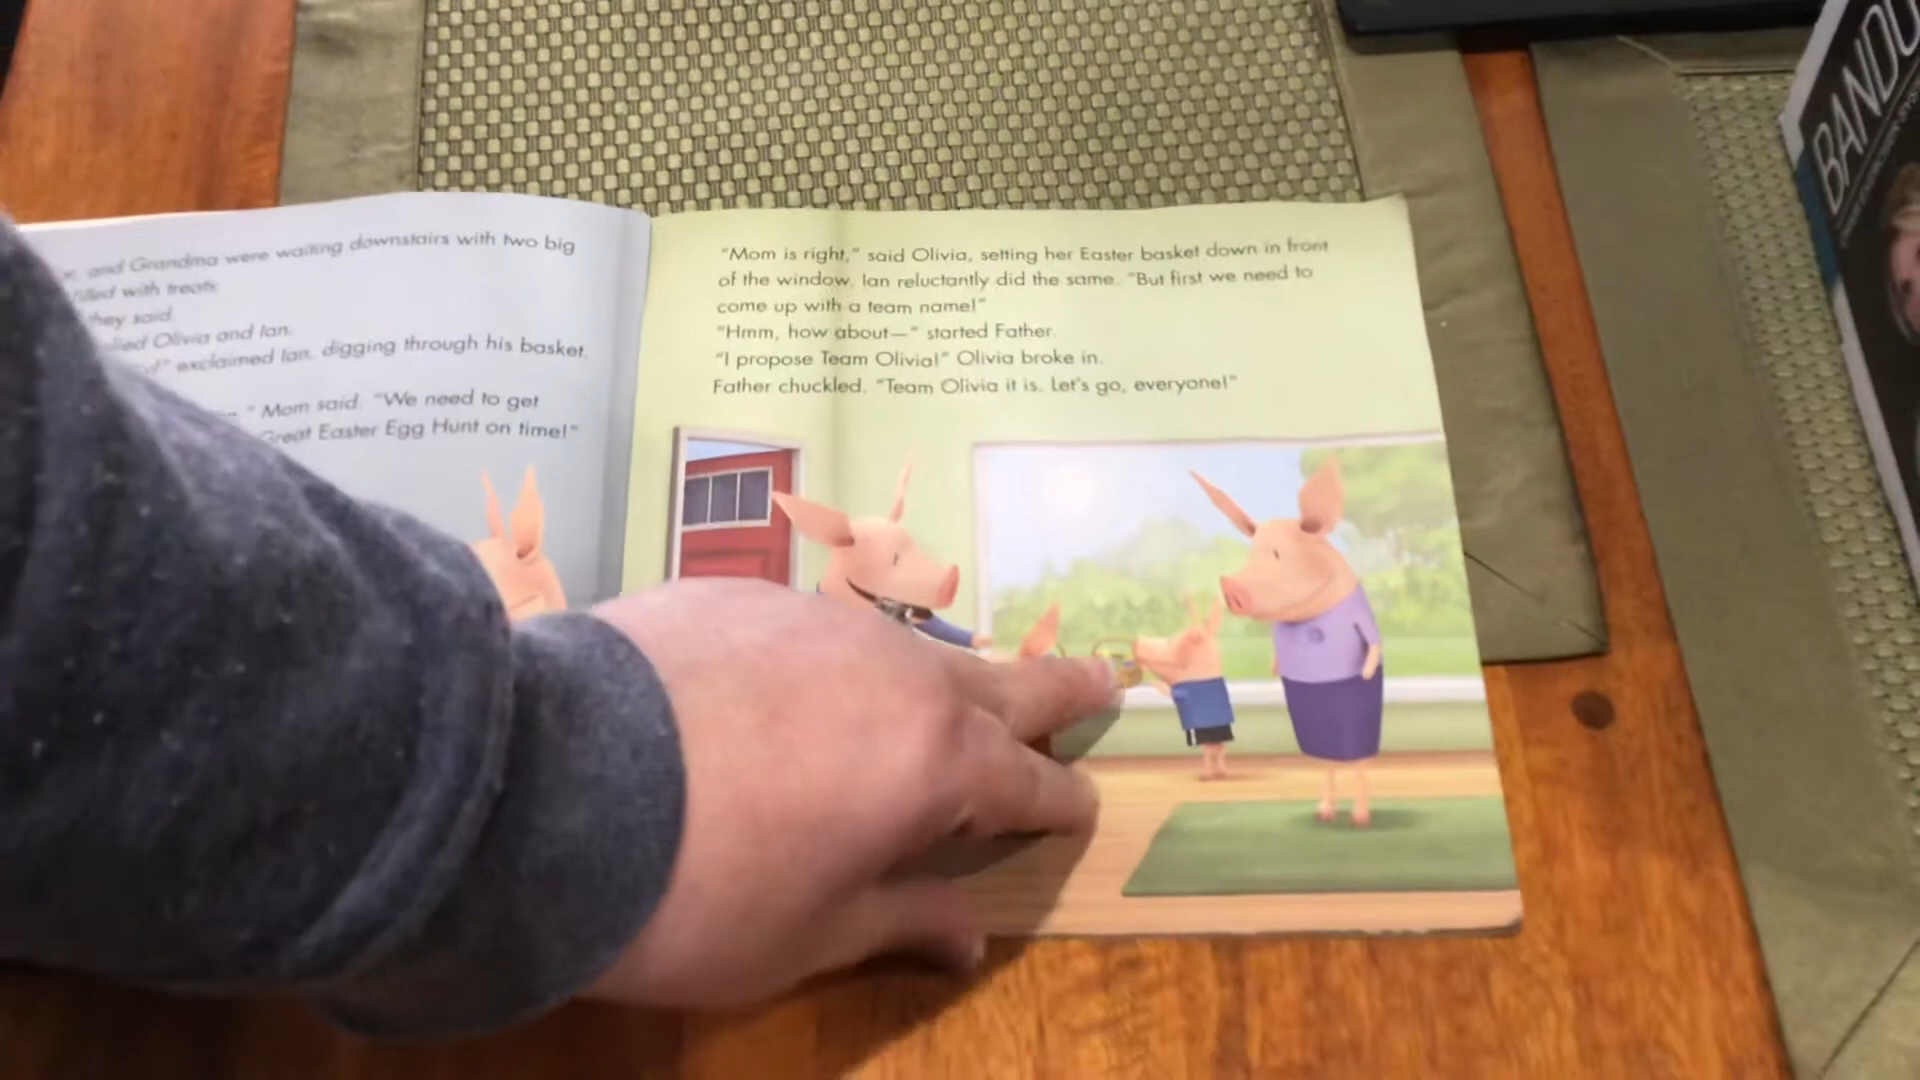 and Grandma were waiting downstairs with two big
filled with treats.
they said.
Olivia and Ian.
exclaimed Ian, digging through his basket.
" Mom said. "We need to get
Great Easter Egg Hunt on time!"
"Mom is right," said Olivia, setting her Easter basket down in front
of the window. Ian reluctantly did the same. "But first we need to
come up with a team name!"
"Hmm, how about—" started Father.
"I propose Team Olivia!" Olivia broke in.
Father chuckled. "Team Olivia it is. Let's go, everyone!"